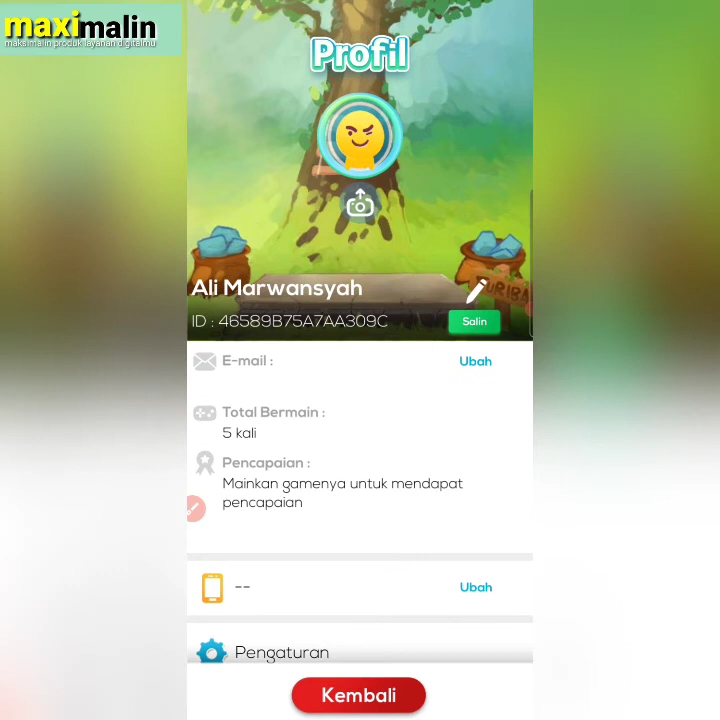 maximalin
maksimalin produk layanan digitalmu
Profil
Ali Marwansyah
ID : 46589B75A7AA309C
Salin
E-mail :
Ubah
Total Bermain :
5 kali
Pencapaian :
Mainkan gamenya untuk mendapat
pencapaian
--
Ubah
Pengaturan
Kembali